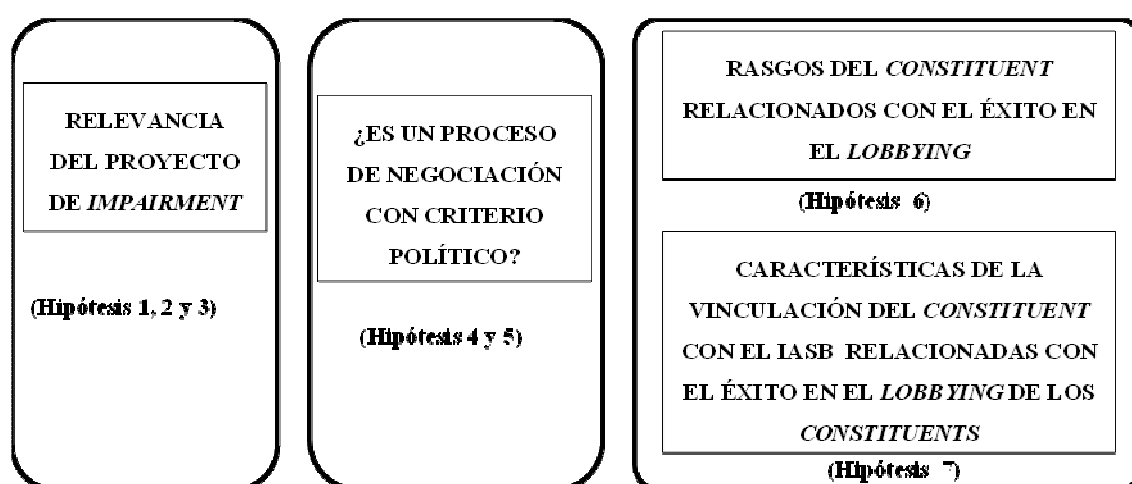 RELEVANCIA
DEL PROYECTO
DE IMPAIRMENT
(Hipótesis 1, 2 y 3)
¿ES UN PROCESO
DE NEGOCIACIÓN
CON CRITERIO
POLÍTICO?
(Hipótesis 4 y 5)
RASGOS DEL CONSTITUENT
RELACIONADOS CON EL ÉXITO EN
EL LOBBYING
(Hipótesis 6)
CARACTERÍSTICAS DE LA
VINCULACIÓN DEL CONSTITUENT
CON EL IASB RELACIONADAS CON
EL ÉXITO EN EL LOBBYING DE LOS
CONSTITUENTS
(Hipótesis 7)